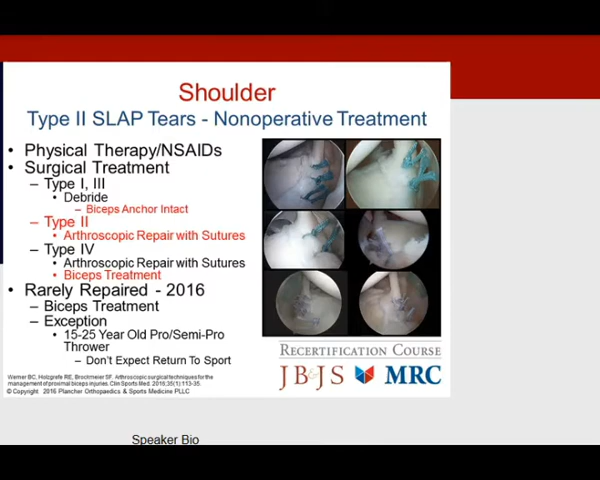 Shoulder
Type II SLAP Tears - Nonoperative Treatment
• Physical Therapy/NSAIDs
• Surgical Treatment
– Type I, III
• Debride
– Biceps Anchor Intact
– Type II
• Arthroscopic Repair with Sutures
– Type IV
• Arthroscopic Repair with Sutures
• Biceps Treatment
• Rarely Repaired - 2016
– Biceps Treatment
– Exception
• 15-25 Year Old Pro/Semi-Pro
Thrower
– Don't Expect Return To Sport
Werner BC, Holzgrefe RE, Brockmeier SF. Arthroscopic surgical techniques for the
management of proximal biceps injuries. Clin Sports Med. 2016;35(1):113-35.
© Copyright 2016 Plancher Orthopaedics & Sports Medicine PLLC
RECERTIFICATION COURSE
JB&JS MRC
Speaker Bio